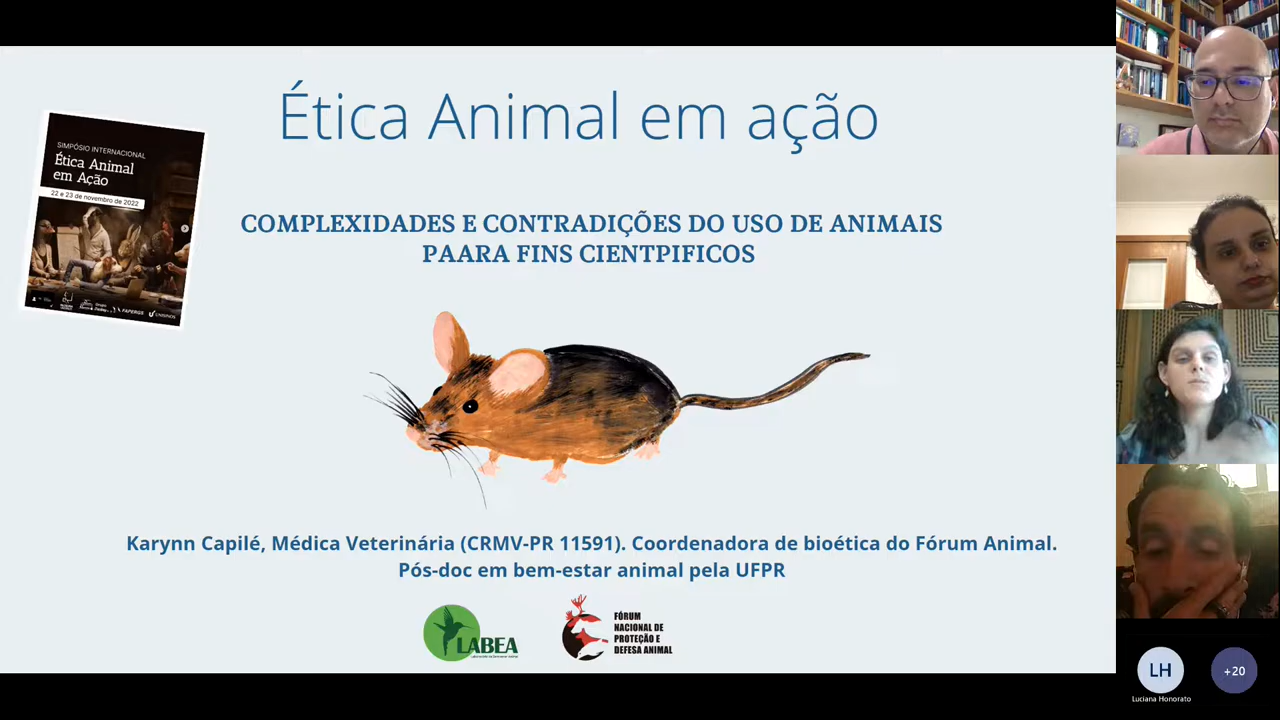 Ética Animal em ação
SIMPÓSIO INTERNACIONAL
Ética Animal
em Ação
22 e 23 de novembro de 2022
COMPLEXIDADES E CONTRADIÇÕES DO USO DE ANIMAIS
PAARA FINS CIENTPIFICOS
Karynn Capilé, Médica Veterinária (CRMV-PR 11591). Coordenadora de bioética do Fórum Animal.
Pós-doc em bem-estar animal pela UFPR
LABEA
FÓRUM
NACIONAL DE
PROTEÇÃO E
DEFESA ANIMAL
LH
+20
Luciana Honorato